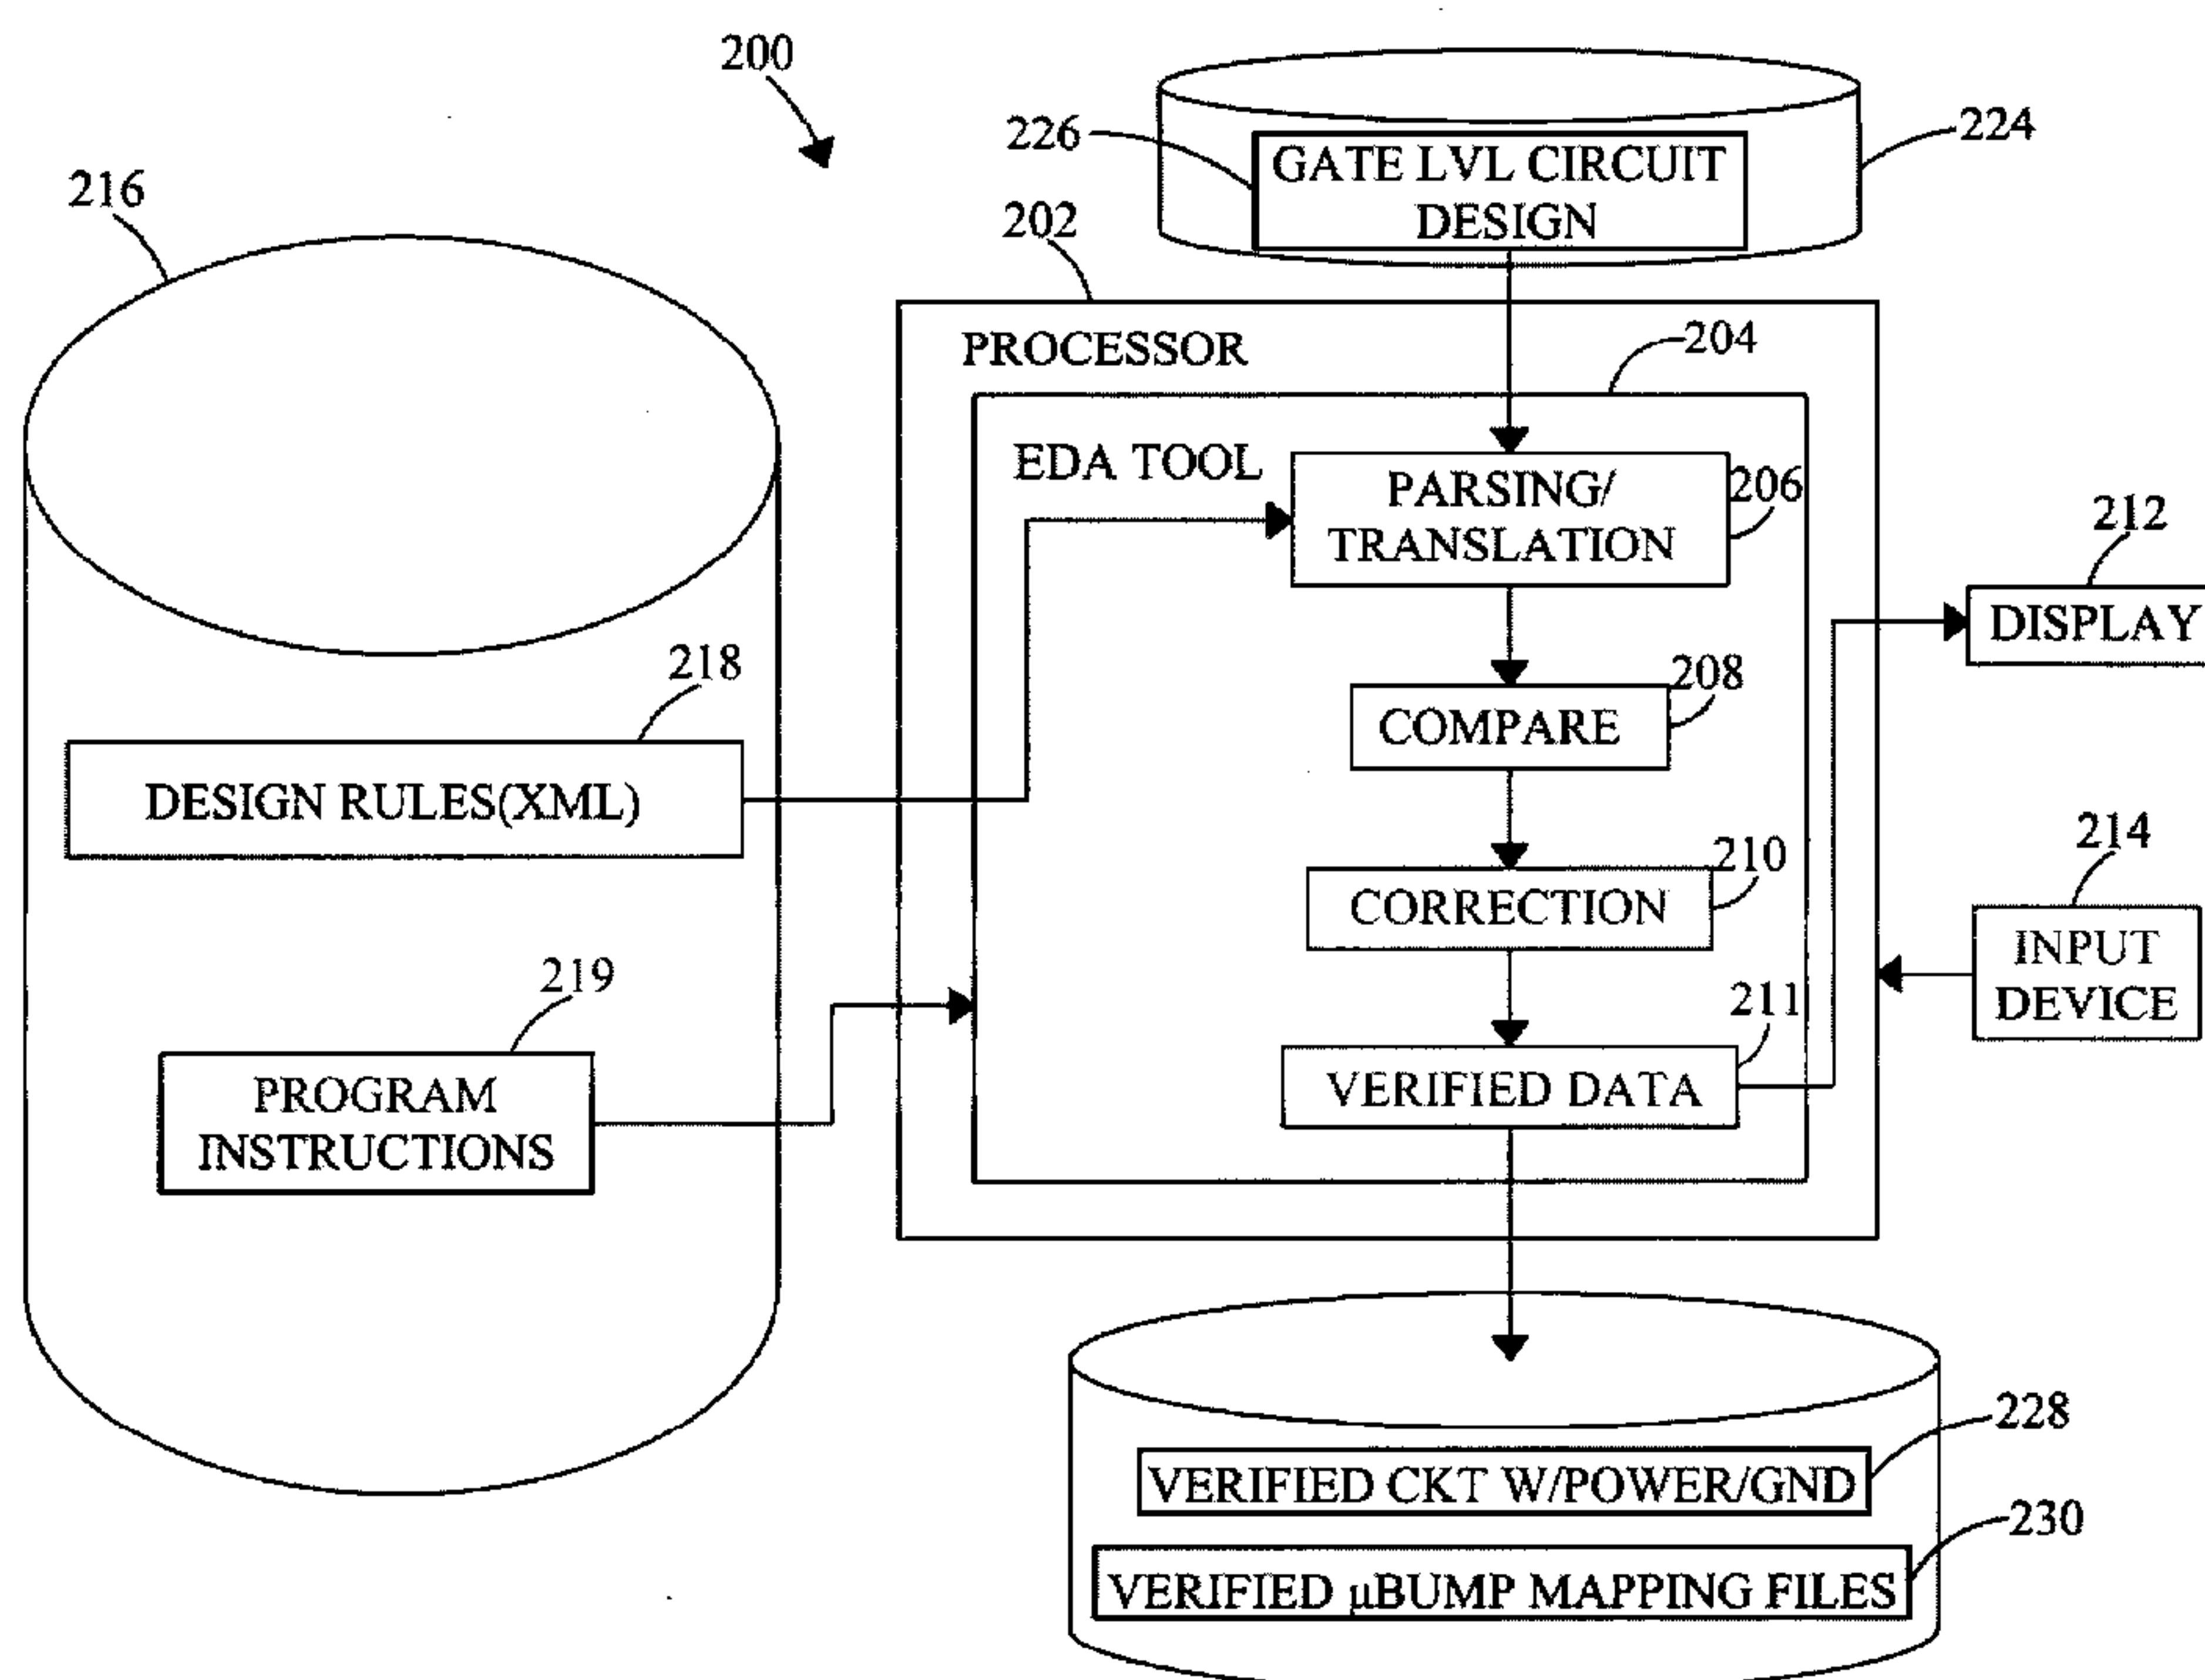 200
226
GATE LVL CIRCUIT
DESIGN
224
216
202
PROCESSOR
204
EDA TOOL
PARSING/
TRANSLATION
206
212
DISPLAY
218
DESIGN RULES(XML)
208
COMPARE
210
CORRECTION
214
INPUT
DEVICE
219
PROGRAM
INSTRUCTIONS
211
VERIFIED DATA
228
VERIFIED CKT W/POWER/GND
230
VERIFIED µBUMP MAPPING FILES